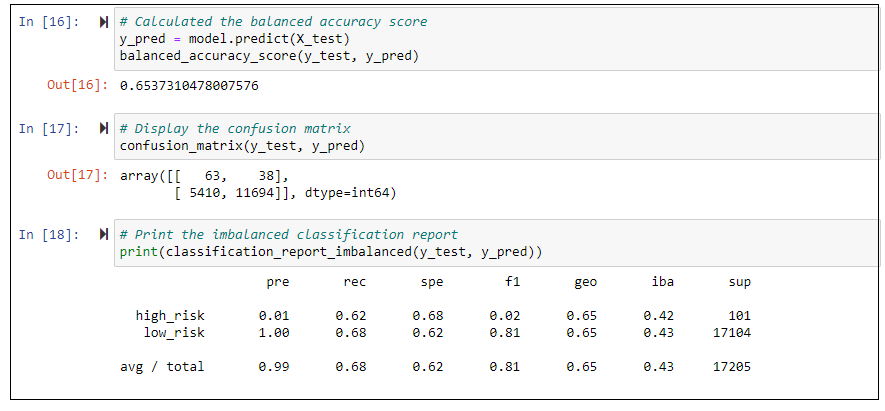 In [16]: # Calculated the balanced accuracy score
y_pred = model.predict(X_test)
balanced_accuracy_score(y_test, y_pred)
Out[16]: 0.6537310478007576
In [17]: # Display the confusion matrix
confusion_matrix(y_test, y_pred)
Out[17]: array([[   63,    38],
       [ 5410, 11694]], dtype=int64)
In [18]: # Print the imbalanced classification report
print(classification_report_imbalanced(y_test, y_pred))
pre rec spe f1 geo iba sup
high_risk 0.01 0.62 0.68 0.02 0.65 0.42 101
low_risk 1.00 0.68 0.62 0.81 0.65 0.43 17104
avg / total 0.99 0.68 0.62 0.81 0.65 0.43 17205